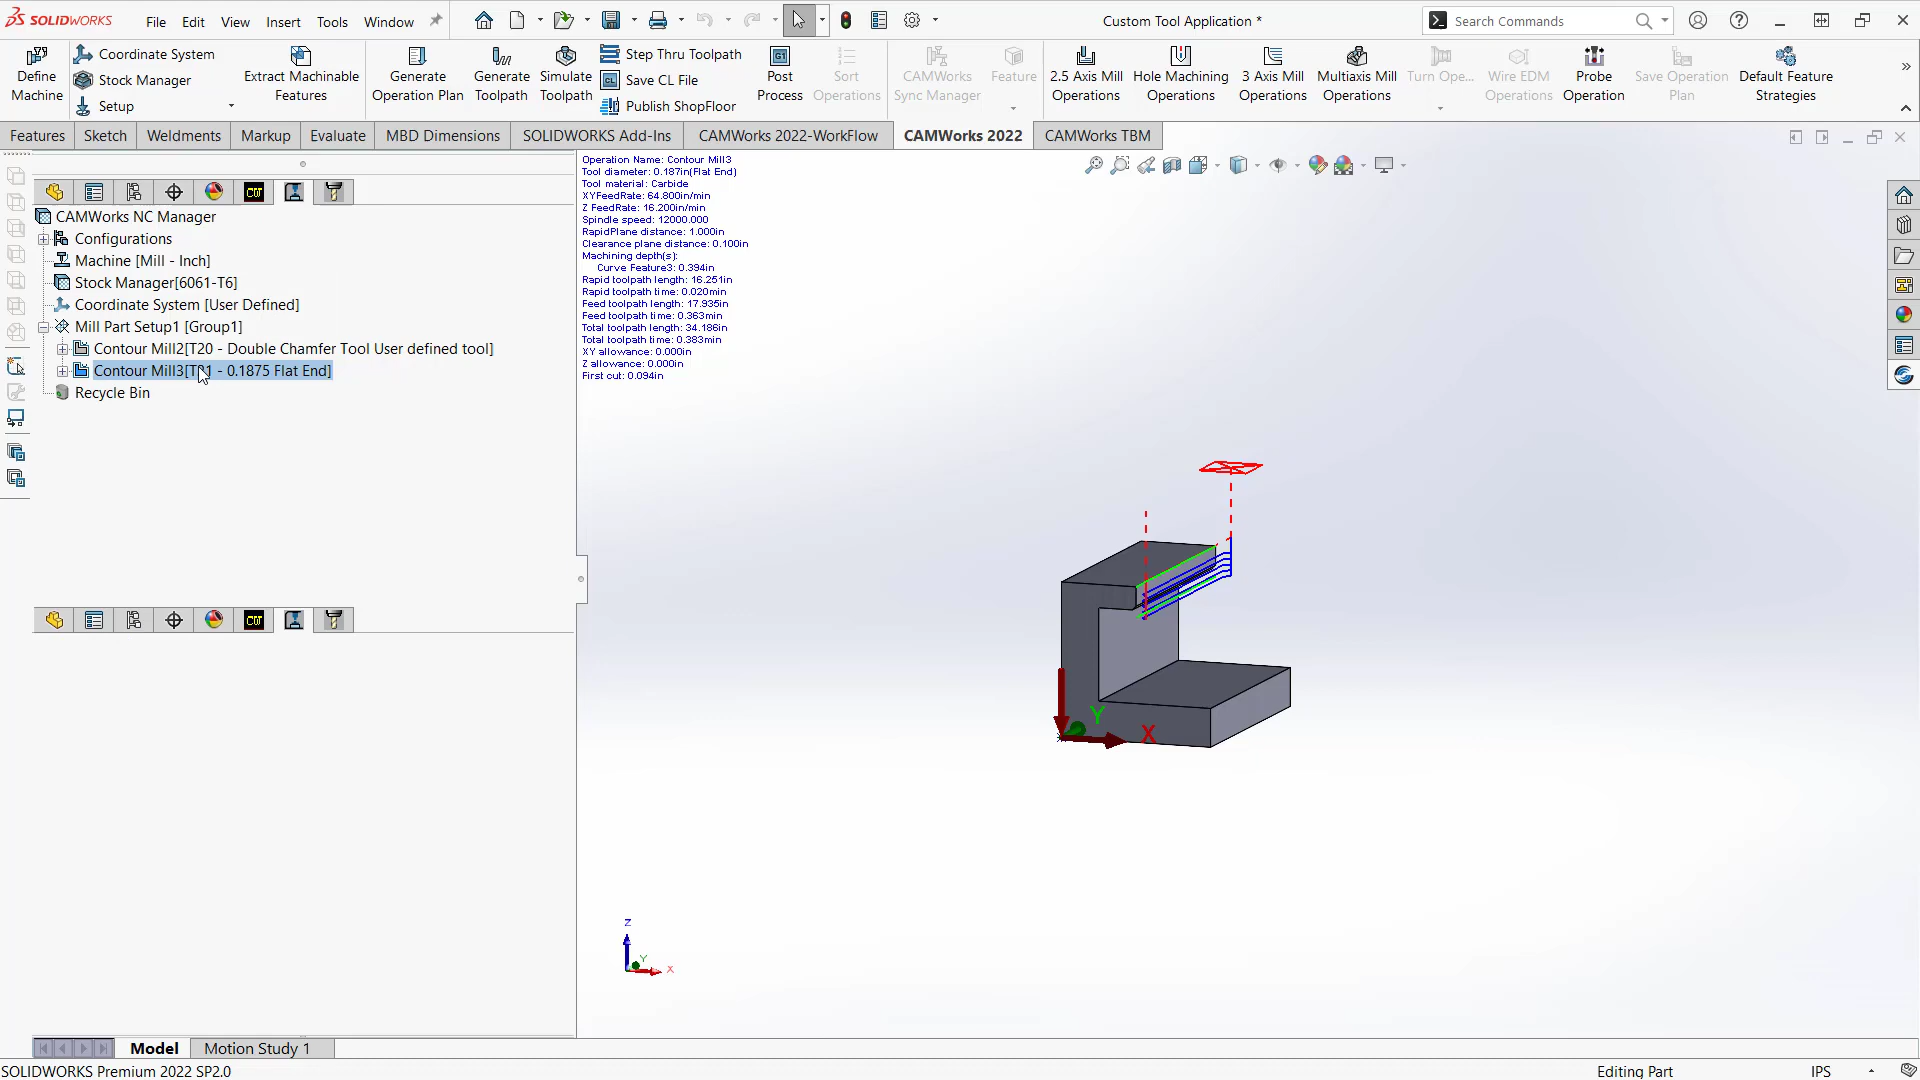 SOLIDWORKS
File Edit View Insert Tools Window
Custom Tool Application *
Search Commands
Define Machine
Coordinate System
Stock Manager
Setup
Extract Machinable Features
Generate Operation Plan
Generate Toolpath
Simulate Toolpath
Step Thru Toolpath
Save CL File
Publish ShopFloor
G1
CL
Post Process
Sort Operations
CAMWorks Sync Manager
Feature
2.5 Axis Mill Operations
Hole Machining Operations
3 Axis Mill Operations
Multiaxis Mill Operations
Turn Ope...
Wire EDM Operations
Probe Operation
Save Operation Plan
Default Feature Strategies
Features Sketch Weldments Markup Evaluate MBD Dimensions SOLIDWORKS Add-Ins CAMWorks 2022-WorkFlow CAMWorks 2022 CAMWorks TBM
CAMWorks NC Manager
Configurations
Machine [Mill - Inch]
Stock Manager[6061-T6]
Coordinate System [User Defined]
Mill Part Setup1 [Group1]
Contour Mill2[T20 - Double Chamfer Tool User defined tool]
Contour Mill3[T21 - 0.1875 Flat End]
Recycle Bin
Operation Name: Contour Mill3
Tool diameter: 0.187in(Flat End)
Tool material: Carbide
XYFeedRate: 64.800in/min
Z FeedRate: 16.200in/min
Spindle speed: 12000.000
RapidPlane distance: 1.000in
Clearance plane distance: 0.100in
Machining depth(s):
Curve Feature3: 0.394in
Rapid toolpath length: 16.251in
Rapid toolpath time: 0.020min
Feed toolpath length: 17.935in
Feed toolpath time: 0.363min
Total toolpath length: 34.186in
Total toolpath time: 0.383min
XY allowance: 0.000in
Z allowance: 0.000in
First cut: 0.094in
Y
X
Z
Y
X
Model Motion Study 1
SOLIDWORKS Premium 2022 SP2.0
Editing Part
IPS